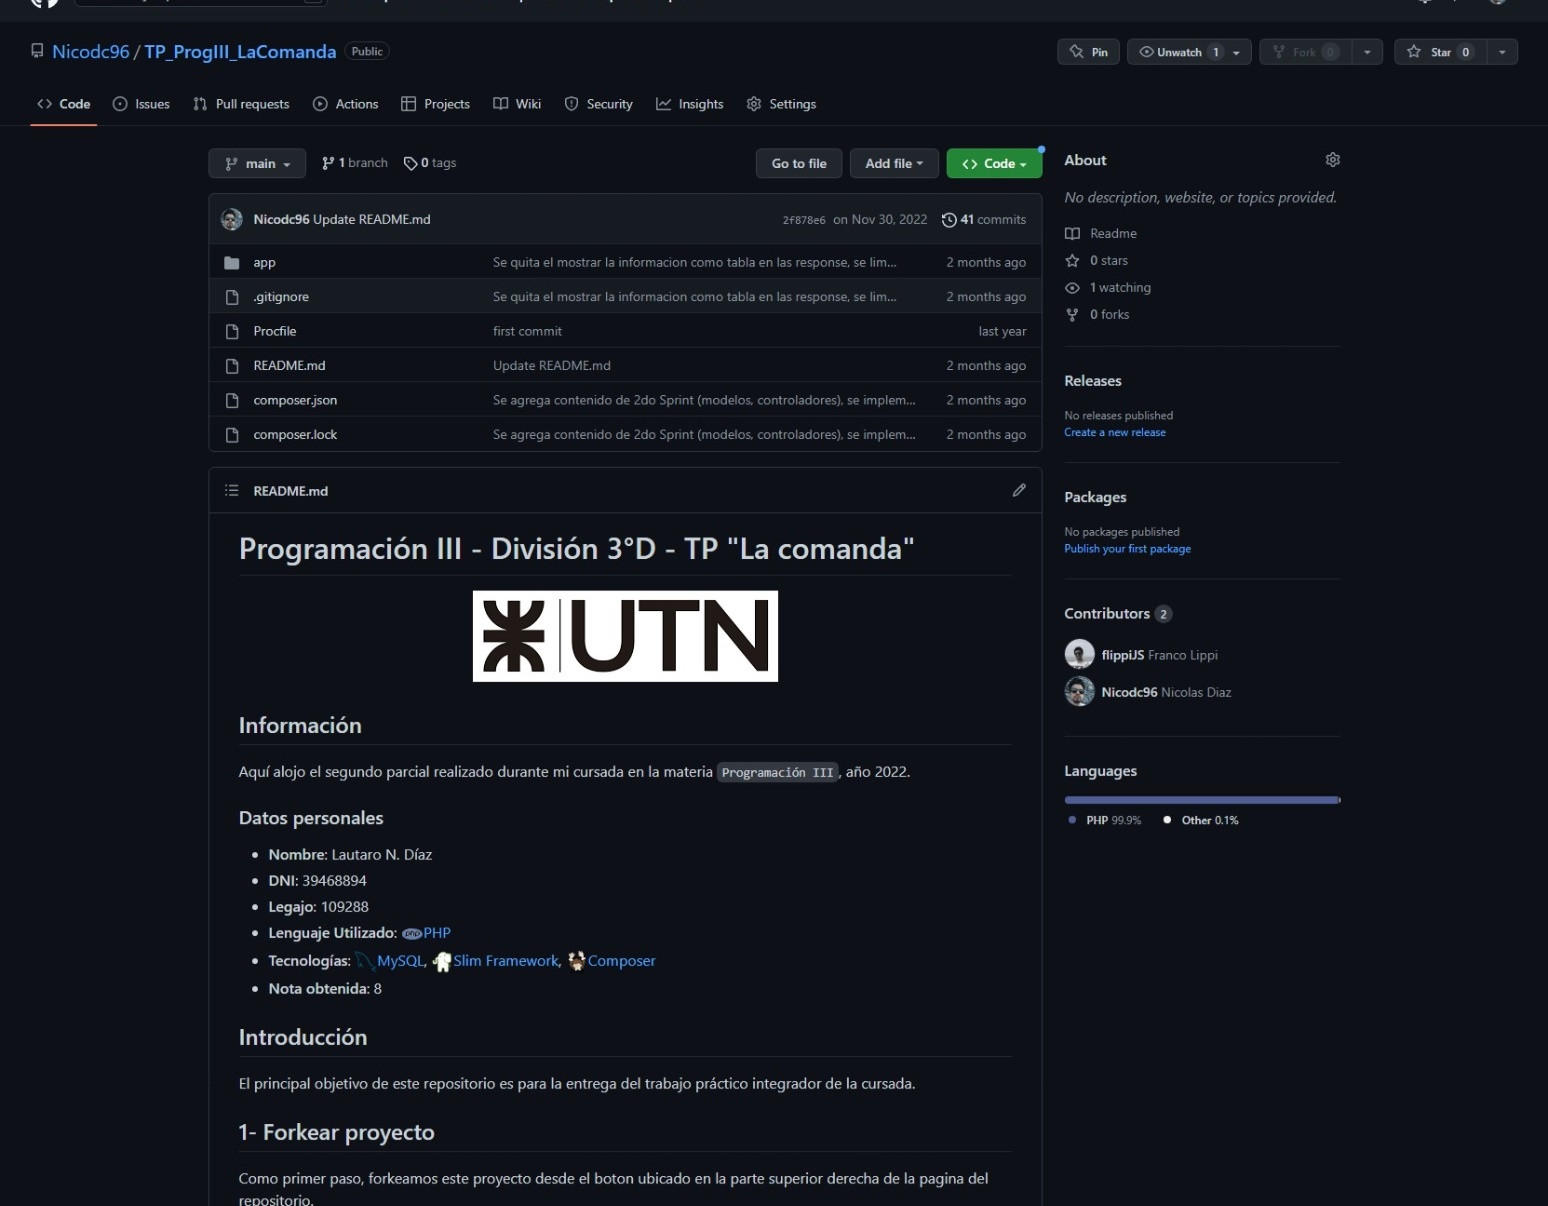 Nicodc96 / TP_ProgIII_LaComanda Public
Pin
Unwatch 1
Fork 0
Star 0
Code
Issues
Pull requests
Actions
Projects
Wiki
Security
Insights
Settings
main
1 branch
0 tags
Go to file
Add file
Code
Nicodc96 Update README.md
2f878e6 on Nov 30, 2022
41 commits
app Se quita el mostrar la informacion como tabla en las response, se lim... 2 months ago
.gitignore Se quita el mostrar la informacion como tabla en las response, se lim... 2 months ago
Procfile first commit last year
README.md Update README.md 2 months ago
composer.json Se agrega contenido de 2do Sprint (modelos, controladores), se implem... 2 months ago
composer.lock Se agrega contenido de 2do Sprint (modelos, controladores), se implem... 2 months ago
README.md
Programación III - División 3°D - TP "La comanda"
UTN
Información
Aquí alojo el segundo parcial realizado durante mi cursada en la materia Programación III, año 2022.
Datos personales
Nombre: Lautaro N. Díaz
DNI: 39468894
Legajo: 109288
Lenguaje Utilizado: php PHP
Tecnologías: MySQL, Slim Framework, Composer
Nota obtenida: 8
Introducción
El principal objetivo de este repositorio es para la entrega del trabajo práctico integrador de la cursada.
1- Forkear proyecto
Como primer paso, forkeamos este proyecto desde el boton ubicado en la parte superior derecha de la pagina del
repositorio.
About
No description, website, or topics provided.
Readme
0 stars
1 watching
0 forks
Releases
No releases published
Create a new release
Packages
No packages published
Publish your first package
Contributors 2
flippiJS Franco Lippi
Nicodc96 Nicolas Diaz
Languages
PHP 99.9%
Other 0.1%